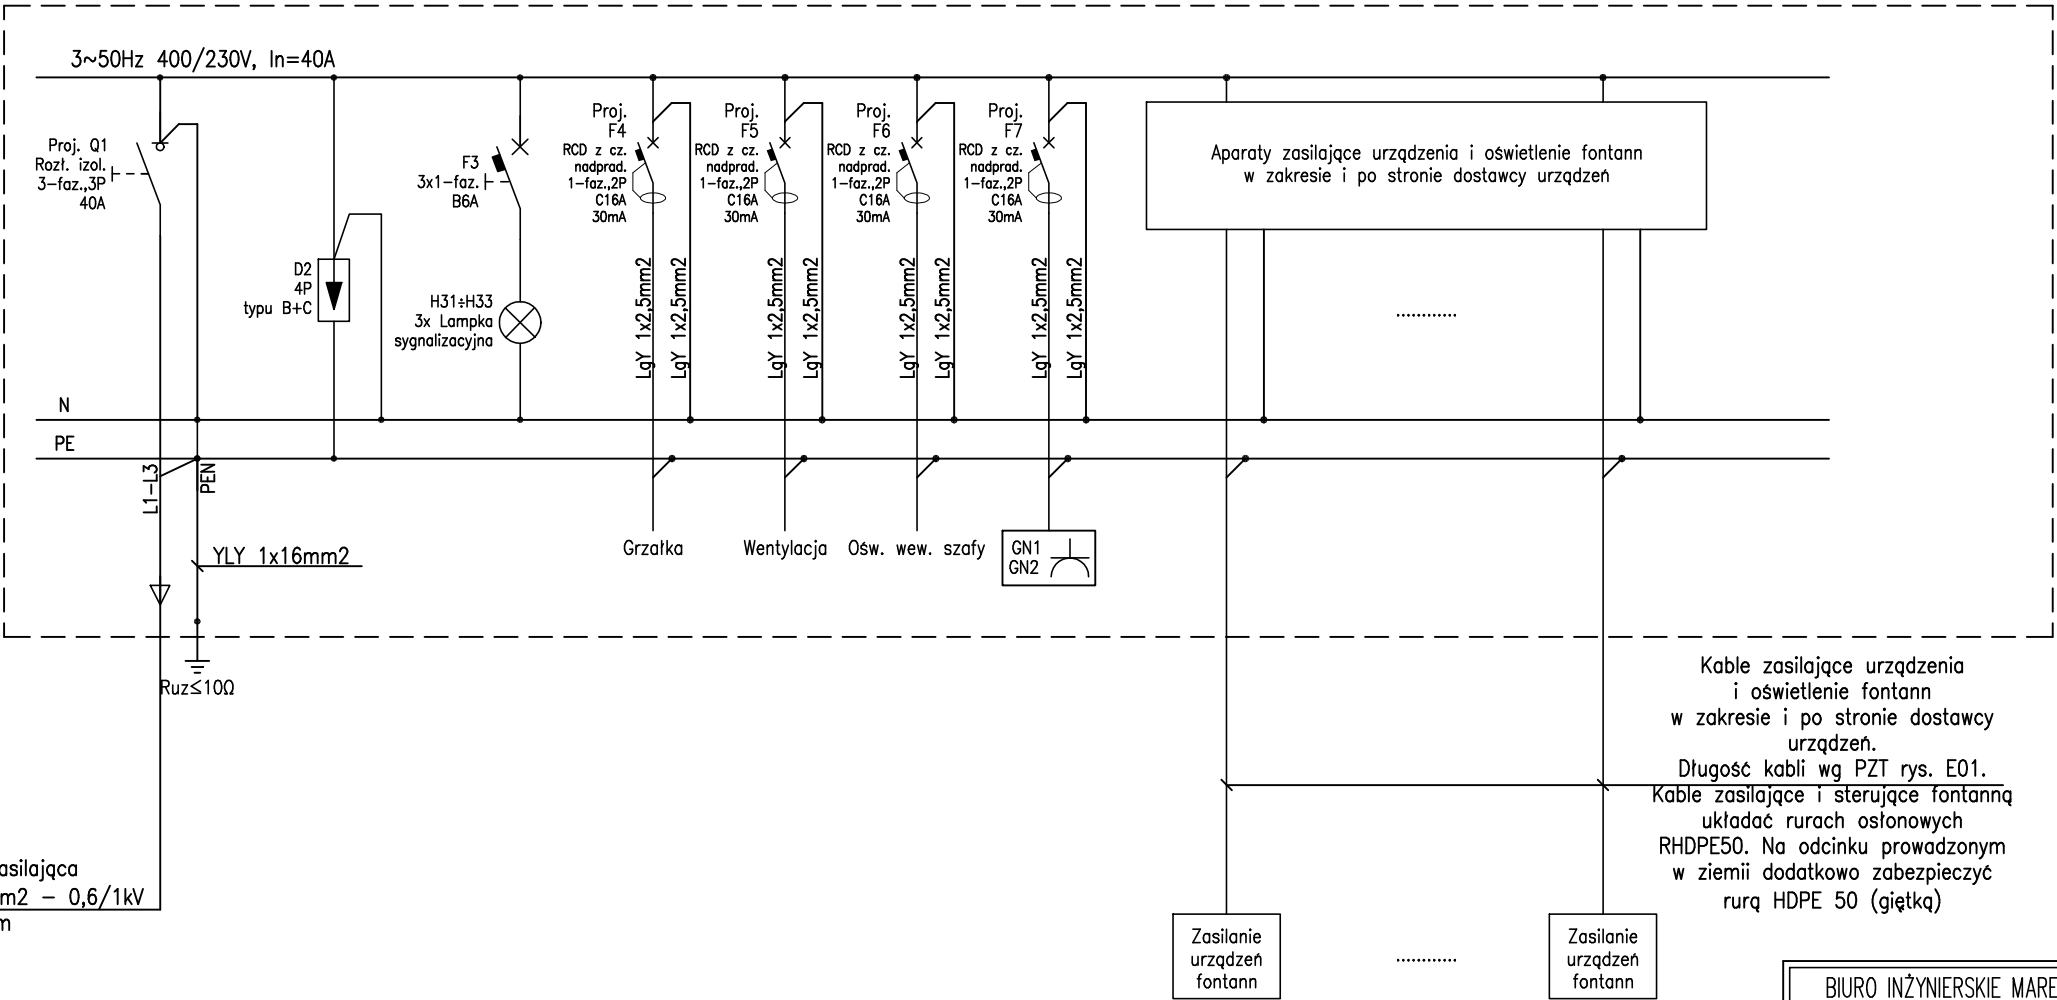 3~50Hz 400/230V, In=40A
Proj. Q1
Rozł. izol.
3-faz.,3P
40A
D2
4P
typu B+C
F3
3x1-faz.
B6A
H31÷H33
3x Lampka
sygnalizacyjna
Proj.
F4
RCD z cz.
nadprad.
1-faz.,2P
C16A
30mA
LgY 1x2,5mm2
LgY 1x2,5mm2
Proj.
F5
RCD z cz.
nadprad.
1-faz.,2P
C16A
30mA
LgY 1x2,5mm2
LgY 1x2,5mm2
Proj.
F6
RCD z cz.
nadprad.
1-faz.,2P
C16A
30mA
LgY 1x2,5mm2
LgY 1x2,5mm2
Proj.
F7
RCD z cz.
nadprad.
1-faz.,2P
C16A
30mA
LgY 1x2,5mm2
LgY 1x2,5mm2
Aparaty zasilające urządzenia i oświetlenie fontann
w zakresie i po stronie dostawcy urządzeń
............
N
PE
L1-L3
PEN
YLY 1x16mm2
Ruz≤10Ω
Grzałka
Wentylacja
Ośw. wew. szafy
GN1
GN2
Kable zasilające urządzenia
i oświetlenie fontann
w zakresie i po stronie dostawcy
urządzeń.
Długość kabli wg PZT rys. E01.
Kable zasilające i sterujące fontanną
układać rurach osłonowych
RHDPE50. Na odcinku prowadzonym
w ziemii dodatkowo zabezpieczyć
rurą HDPE 50 (giętką)
asilająca
m2 - 0,6/1kV
m
Zasilanie
urządzeń
fontann
............
Zasilanie
urządzeń
fontann
BIURO INŻYNIERSKIE MARE